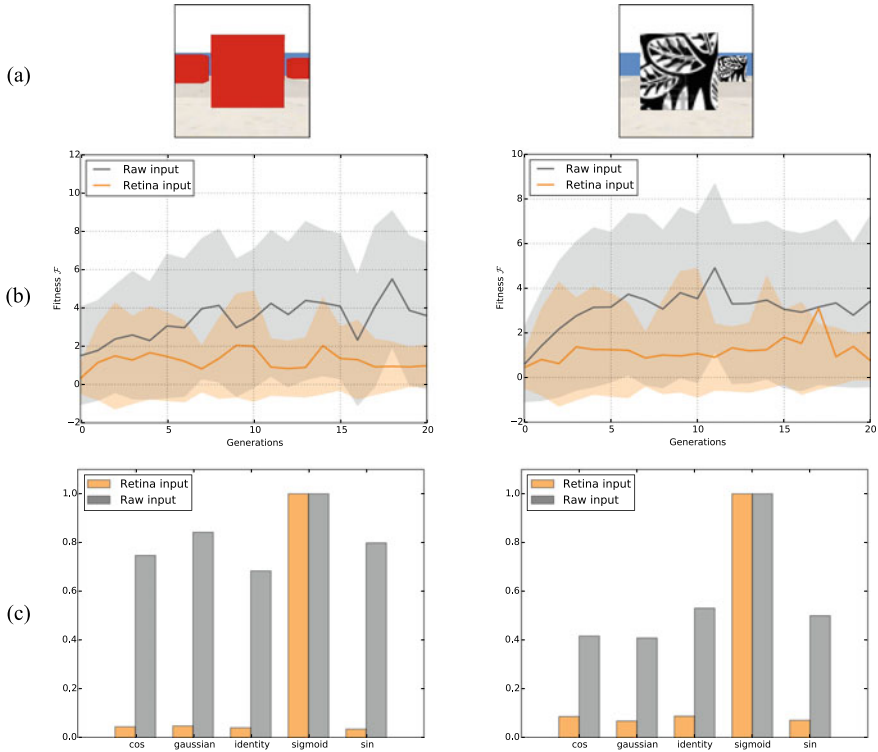 (a)
(b)
12
10
8
6
4
2
0
−2
Fitness ℱ
Raw input
Retina input
0
5
10
15
20
Generations
10
8
6
4
2
0
−2
Fitness ℱ
Raw input
Retina input
0
5
10
15
20
Generations
(c)
1.0
0.8
0.6
0.4
0.2
0.0
Retina input
Raw input
cos
gaussian
identity
sigmoid
sin
1.0
0.8
0.6
0.4
0.2
0.0
Retina input
Raw input
cos
gaussian
identity
sigmoid
sin